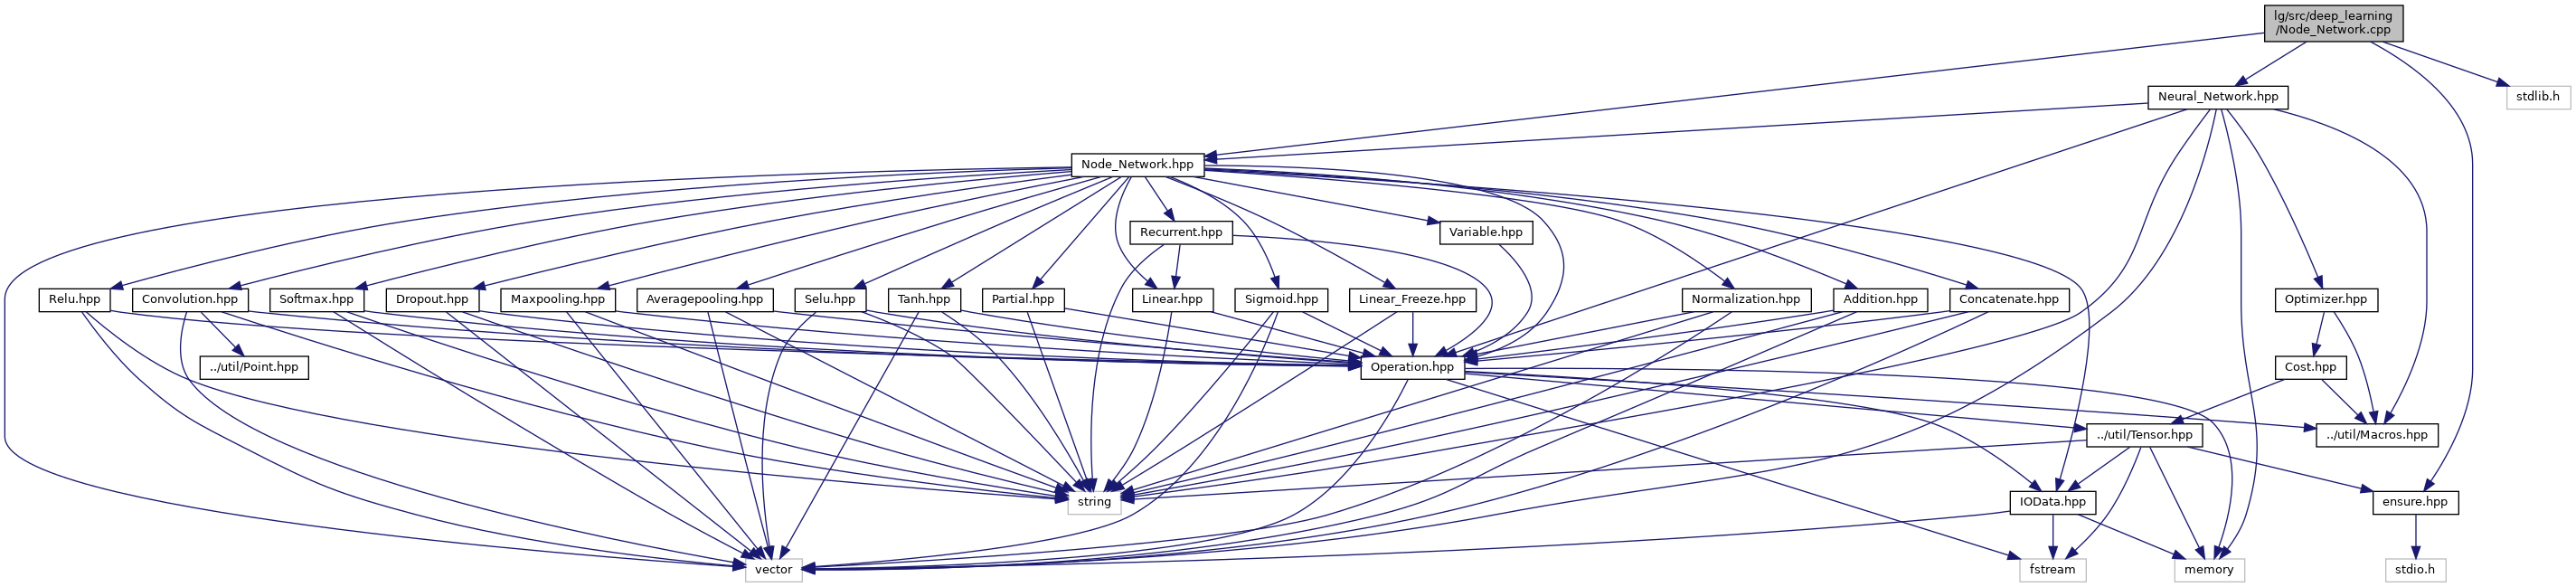 lg/src/deep_learning
/Node_Network.cpp
Neural_Network.hpp
stdlib.h
Node_Network.hpp
Recurrent.hpp
Variable.hpp
Relu.hpp
Convolution.hpp
Softmax.hpp
Dropout.hpp
Maxpooling.hpp
Averagepooling.hpp
Selu.hpp
Tanh.hpp
Partial.hpp
Linear.hpp
Sigmoid.hpp
Linear_Freeze.hpp
Normalization.hpp
Addition.hpp
Concatenate.hpp
Optimizer.hpp
../util/Point.hpp
Operation.hpp
Cost.hpp
../util/Tensor.hpp
../util/Macros.hpp
string
IOData.hpp
ensure.hpp
vector
fstream
memory
stdio.h